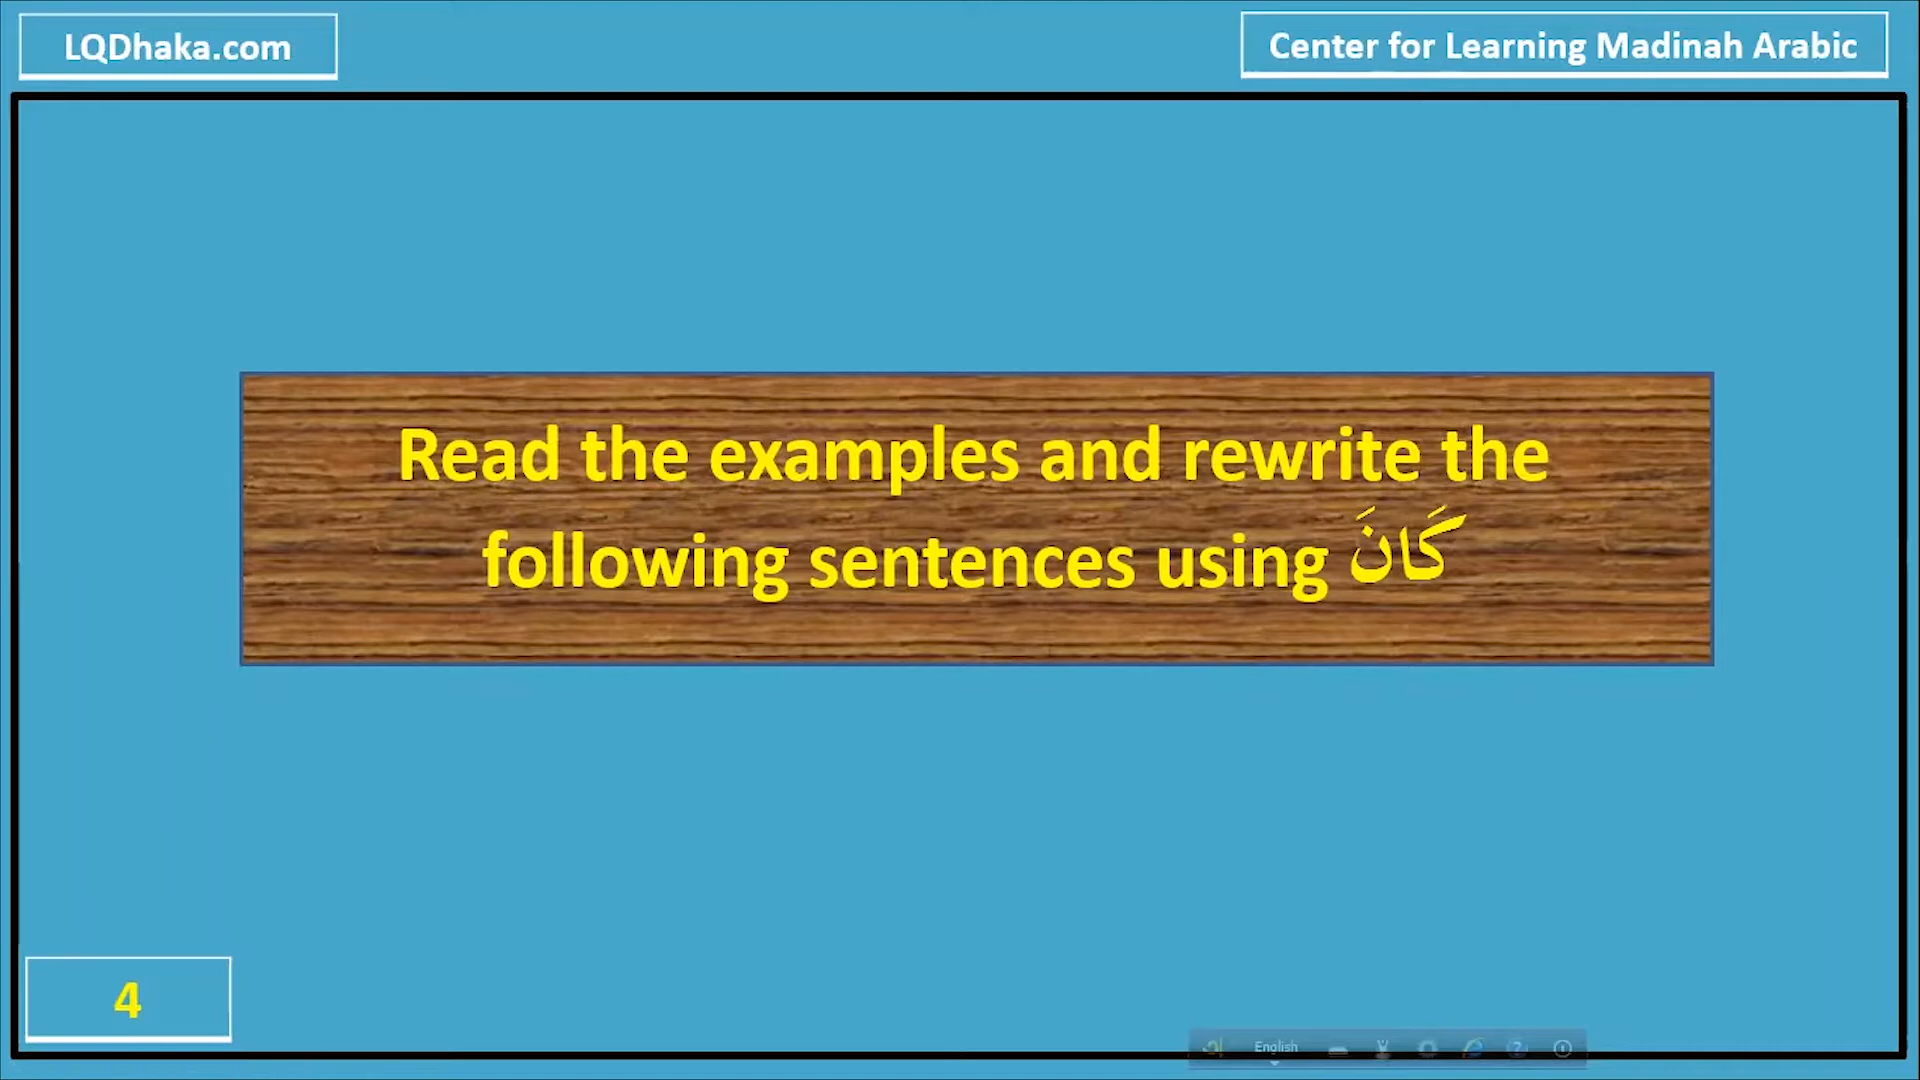 LQDhaka.com
Center for Learning Madinah Arabic
Read the examples and rewrite the
following sentences using كَانَ
4
English